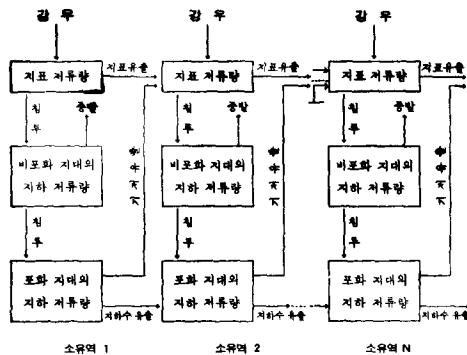 강 우
강 우
강 우
지표 저류량
지표유출
지표 저류량
지표유출
지표 저류량
지표유출
침
투
증발
침
투
증발
침
투
증발
비포화 지대의
지하 저류량
비포화 지대의
지하 저류량
비포화 지대의
지하 저류량
침
투
침
투
침
투
포화 지대의
지하 저류량
지하수 유출
포화 지대의
지하 저류량
지하수 유출
포화 지대의
지하 저류량
지하수 유출
소유역 1
소유역 2
소유역 N